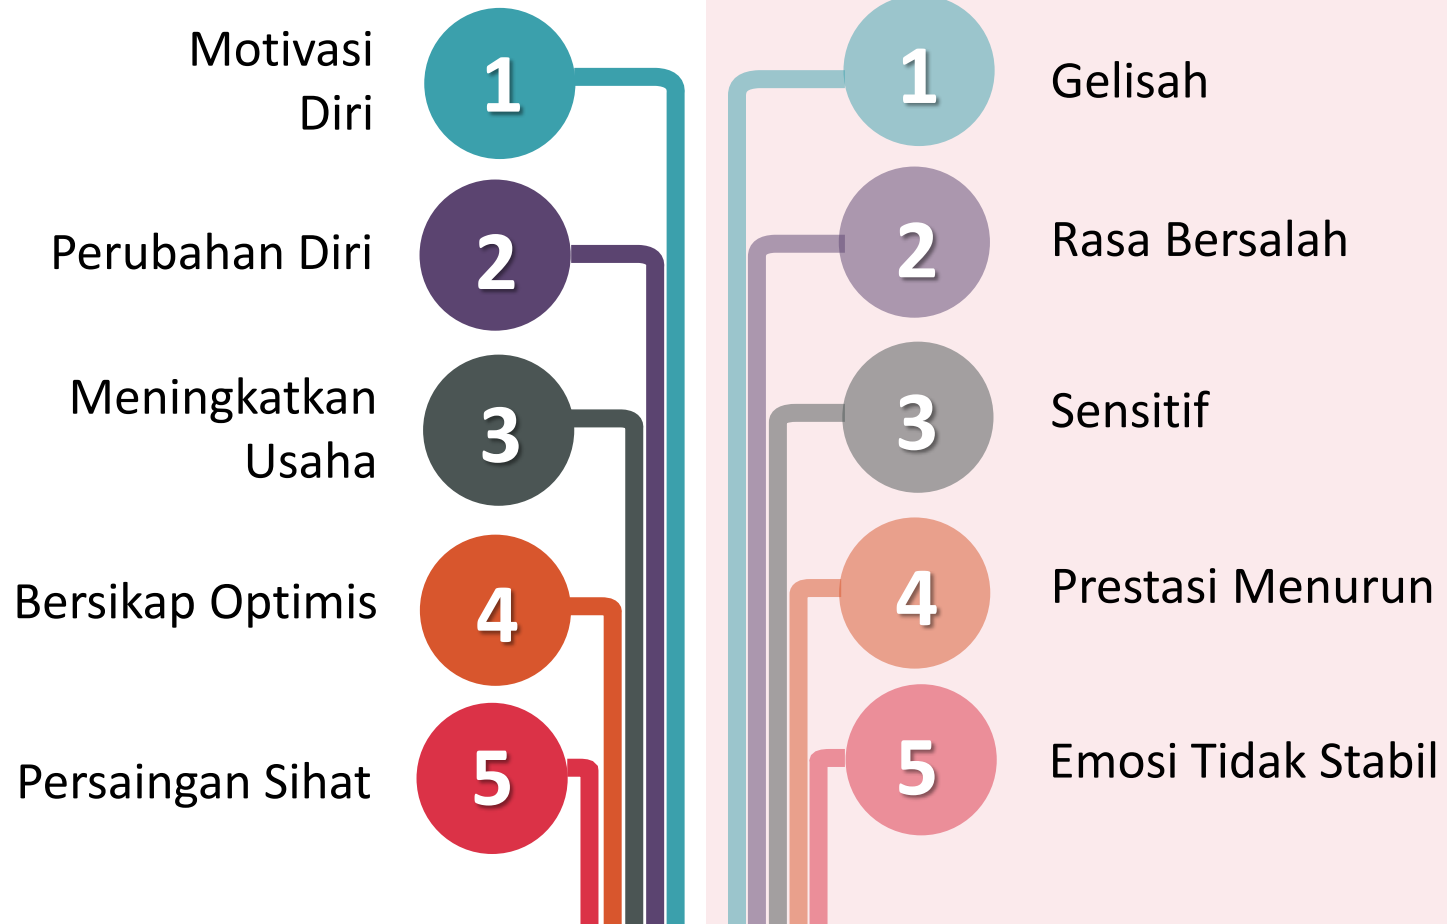 Motivasi
Diri
1
Perubahan Diri
2
Meningkatkan
Usaha
3
Bersikap Optimis
4
Persaingan Sihat
5
1
Gelisah
2
Rasa Bersalah
3
Sensitif
4
Prestasi Menurun
5
Emosi Tidak Stabil